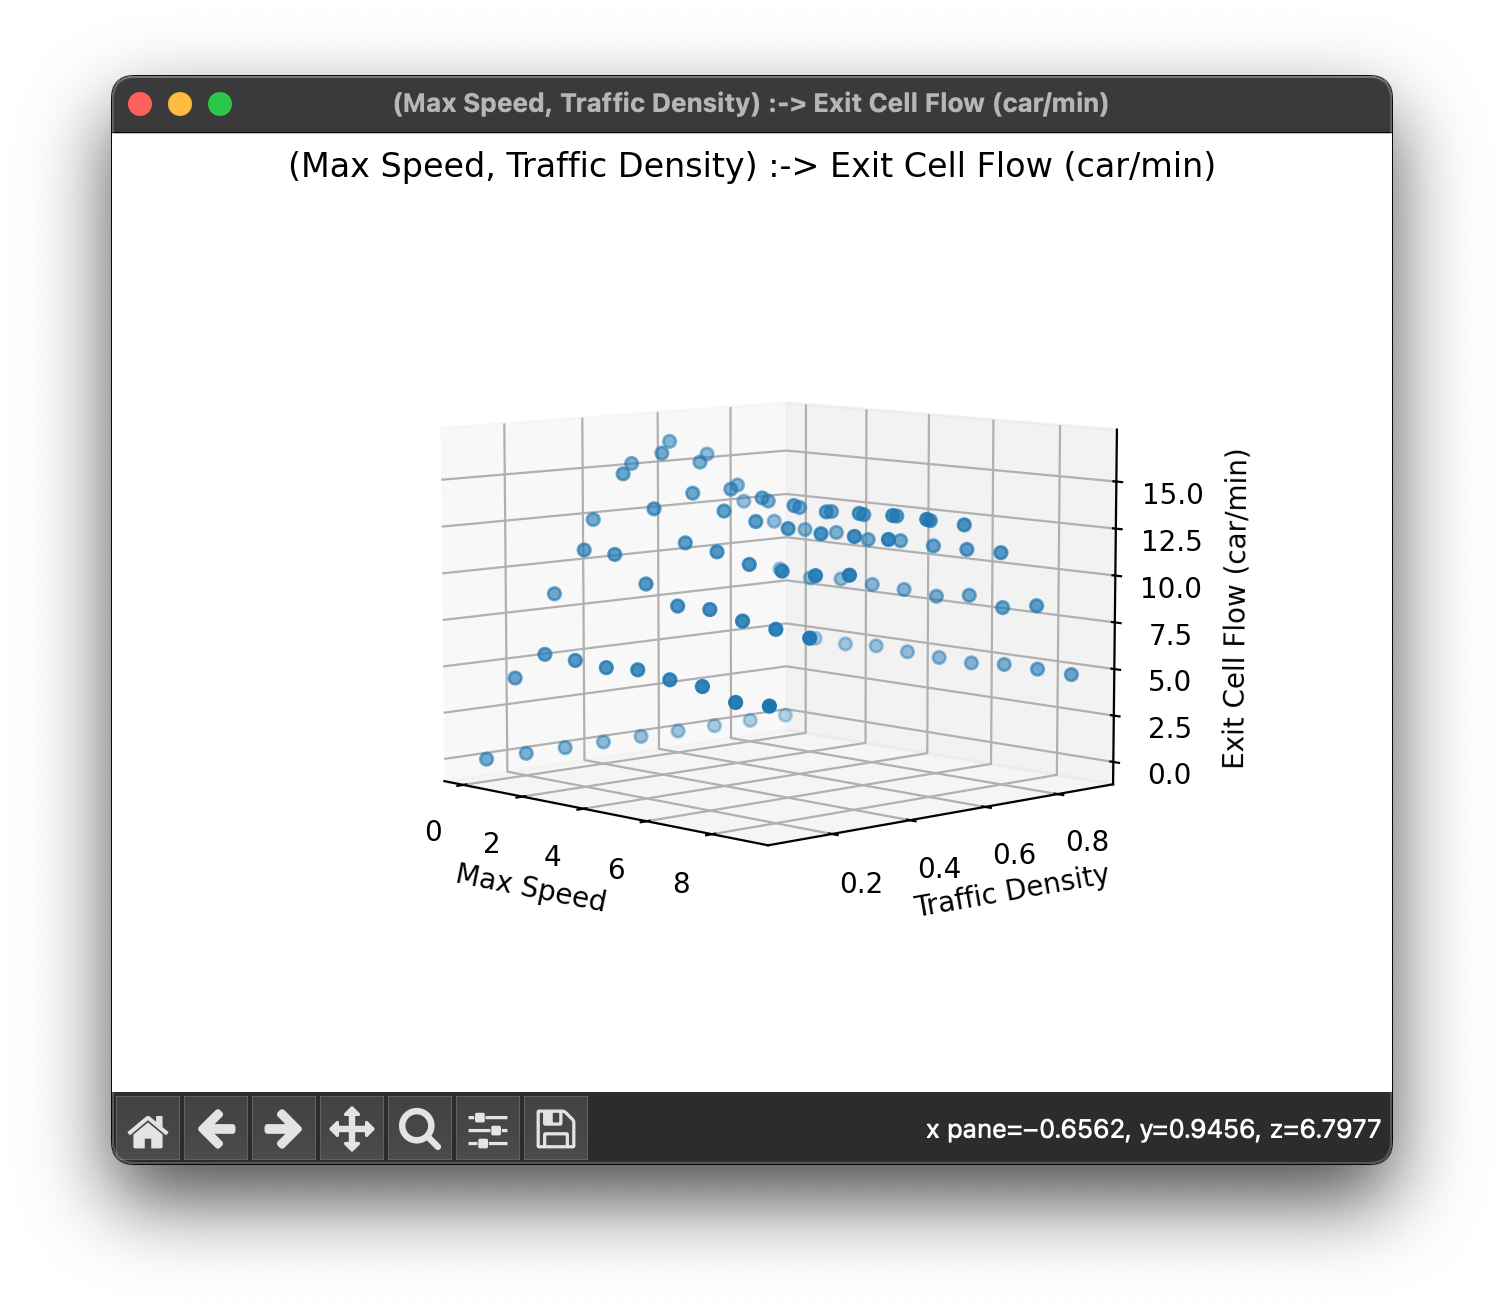 (Max Speed, Traffic Density) :-> Exit Cell Flow (car/min)
(Max Speed, Traffic Density) :-> Exit Cell Flow (car/min)
15.0
12.5
10.0
7.5
5.0
2.5
0.0
Exit Cell Flow (car/min)
0
2
4
6
8
Max Speed
0.2
0.4
0.6
0.8
Traffic Density
x pane=−0.6562, y=0.9456, z=6.7977